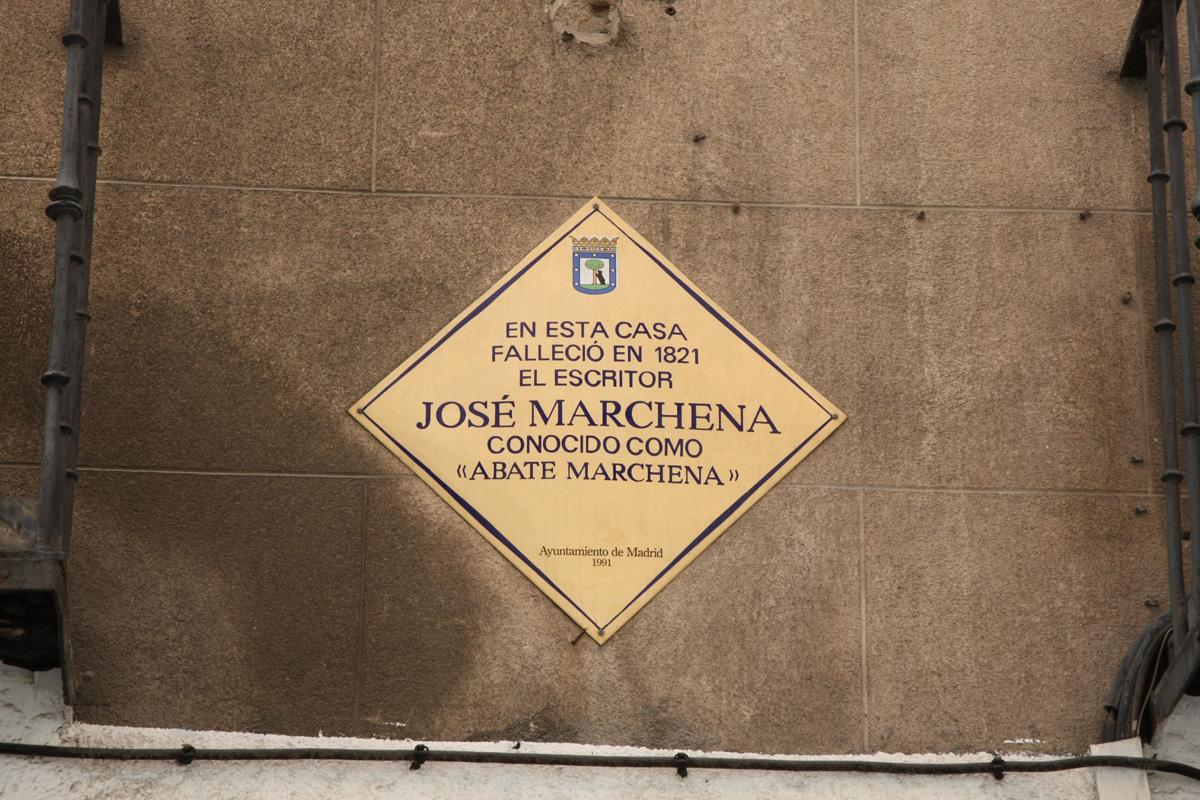 EN ESTA CASA
FALLECIÓ EN 1821
EL ESCRITOR
JOSÉ MARCHENA
CONOCIDO COMO
«ABATE MARCHENA»
Ayuntamiento de Madrid
1991